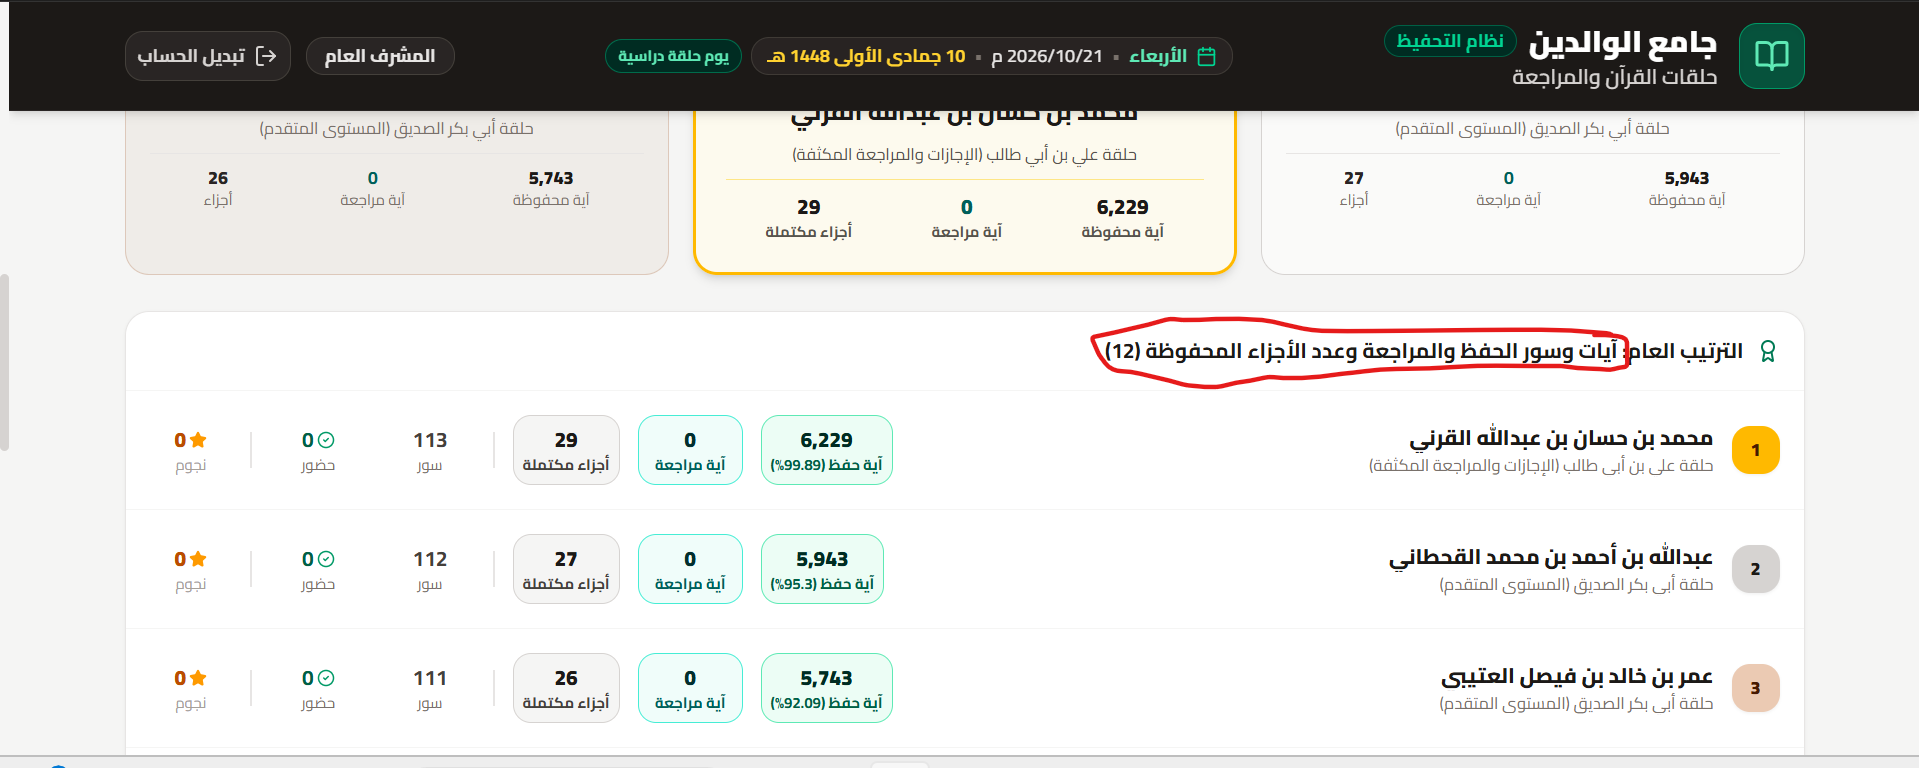 جامع الوالدين
نظام التحفيظ
حلقات القرآن والمراجعة
الأربعاء ▪ 2026/10/21 م ▪ 10 جمادى الأولى 1448 هـ
يوم حلقة دراسية
المشرف العام
تبديل الحساب
حلقة أبي بكر الصديق (المستوى المتقدم)
5,943
آية محفوظة
0
آية مراجعة
27
أجزاء
محمد بن حسان بن عبدالله القرني
حلقة علي بن أبي طالب (الإجازات والمراجعة المكثفة)
6,229
آية محفوظة
0
آية مراجعة
29
أجزاء مكتملة
حلقة أبي بكر الصديق (المستوى المتقدم)
5,743
آية محفوظة
0
آية مراجعة
26
أجزاء
الترتيب العام: آيات وسور الحفظ والمراجعة وعدد الأجزاء المحفوظة (12)
1
محمد بن حسان بن عبدالله القرني
حلقة علي بن أبي طالب (الإجازات والمراجعة المكثفة)
6,229
آية حفظ (99.89%)
0
آية مراجعة
29
أجزاء مكتملة
113
سور
0
حضور
0
نجوم
2
عبدالله بن أحمد بن محمد القحطاني
حلقة أبي بكر الصديق (المستوى المتقدم)
5,943
آية حفظ (95.3%)
0
آية مراجعة
27
أجزاء مكتملة
112
سور
0
حضور
0
نجوم
3
عمر بن خالد بن فيصل العتيبي
حلقة أبي بكر الصديق (المستوى المتقدم)
5,743
آية حفظ (92.09%)
0
آية مراجعة
26
أجزاء مكتملة
111
سور
0
حضور
0
نجوم